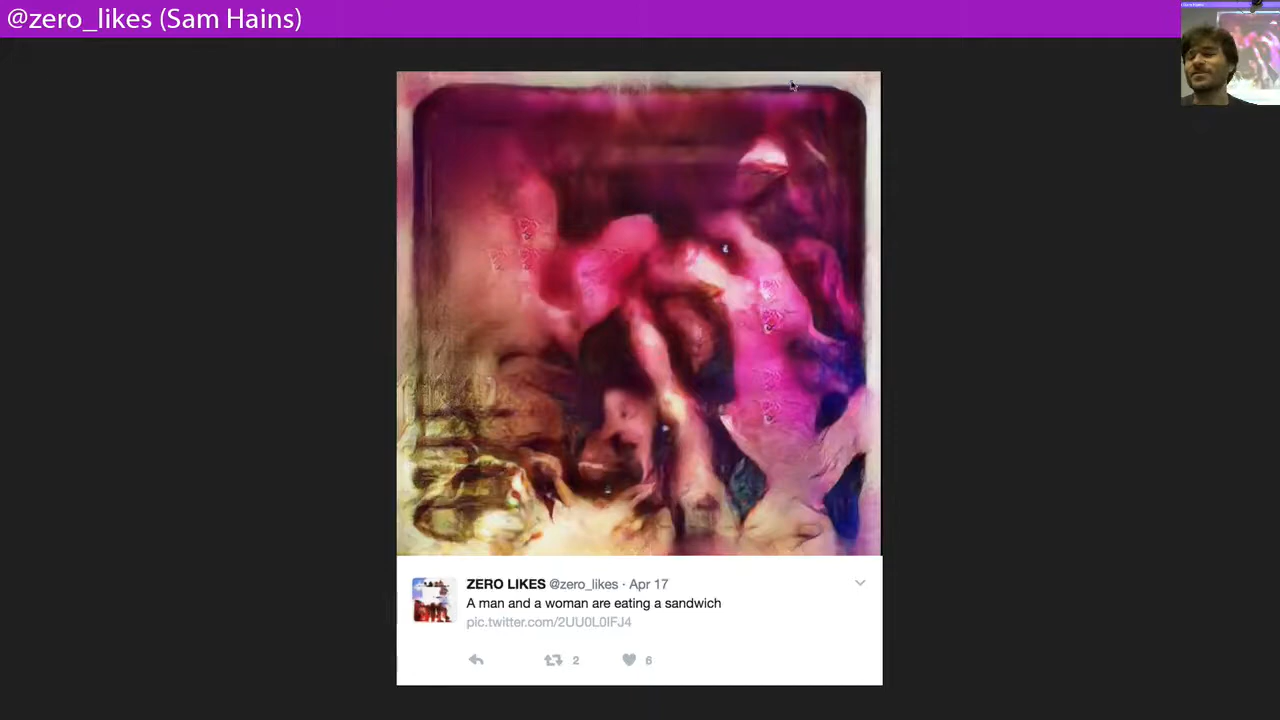 @zero_likes (Sam Hains)
ZERO LIKES @zero_likes · Apr 17
A man and a woman are eating a sandwich
pic.twitter.com/2UU0L0lFJ4
2 6